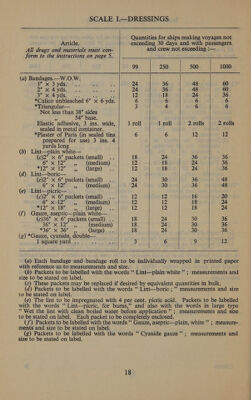 SCALE I.—DRESSINGS
Article.
All drugs and materials must conform to the instructions on page 5.
Quantities for ships making voyages not
exceeding 30 days and with passengers
and crew not exceeding :—
99 250 500 1000
(a) Bandages.—W.O.W.
1" × 3 yds. .. .. .. 24 36 48 60
2" × 4 yds. .. .. .. 24 36 48 60
3" × 4 yds. .. .. .. 12 18 24 36
*Calico unbleached 6" × 6 yds. 6 6 6 6
*Triangular— 3 4 6 6
Not less than 38" sides
54" base.
Elastic adhesive, 3 ins. wide, 1 roll 1 roll 2 rolls 2 rolls
sealed in metal container.
*Plaster of Paris (in sealed tins 6 6 12 12
prepared for use) 3 ins. 4
yards long
(b) Lint—plain white—
(c)2" × 6" packets (small) .. 18 24 36 36
6" × 12" „ (medium) 12 18 24 36
*12" × 12" „ (large) .. 12 18 24
(d) Lint—boric—
(c)2" × 6" packets (small) .. 24 30 36 48
6" × 12" „ (medium) 24 30 36 48
(e) Lint—picric—
(c)2" × 6" packets (small) .. 12 12 18 20
6" × 12" „ (medium) 12 12 18 24
*12" × 18" „ (large) .. 12 18 24
(f) Gauze, aseptic—plain white—
(c)36" × 6" packets (small) .. 18 24 30 36
36" × 12" „ (medium) 18 24 30 36
*36" × 36" „ (large) .. 18 24 30 36
(g) *Gauze, cyanide, double—
1 square yard .. .. .. 3 6 9 12
(a) Each bandage and bandage roll to be individually wrapped in printed paper
with reference as to measurements and size.
(b) Packets to be labelled with the words " Lint—plain white " ; measurements and
size to be stated on label.
(c) These packets may be replaced if desired by equivalent quantities in bulk.
(d) Packets to be labelled with the words " Lint—boric ; " measurements and size
to be stated on label.
(e) The lint to be impregnated with 4 per cent. picric acid. Packets to be labelled
with the words " Lint—picric, for burns," and also with the words in large type
" Wet the lint with clean boiled water before application " ; measurements and size
to be stated on label. Each packet to be completely enclosed.
(f) Packets to be labelled with the words " Gauze, aseptic—plain, white " ; measurements and size to be stated on label.
(g) Packets to be labelled with the words " Cyanide gauze " ; measurements and
size to be stated on label.
18